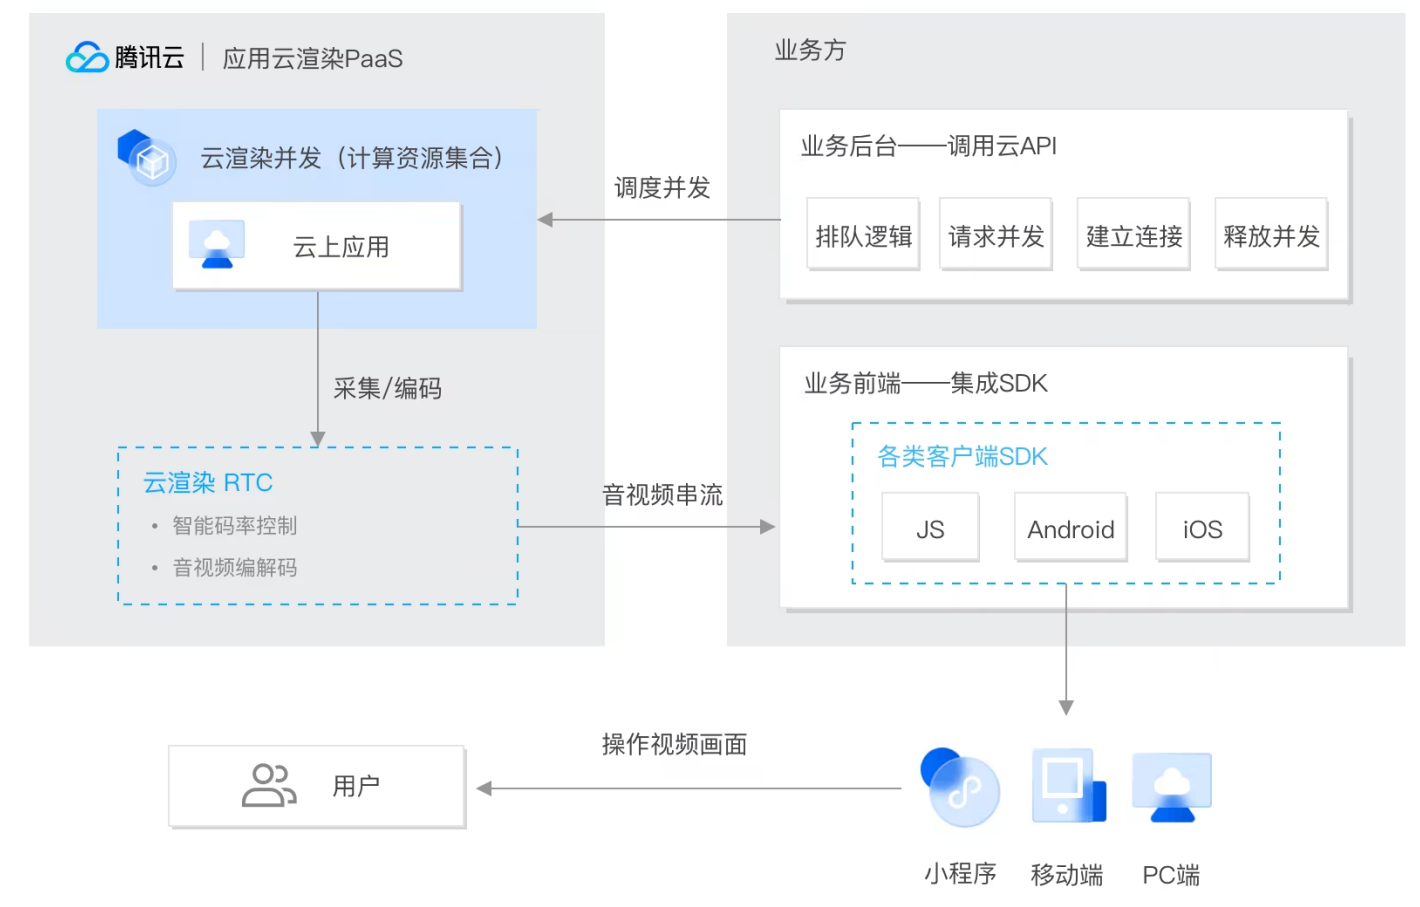 腾讯云 | 应用云渲染PaaS
云渲染并发（计算资源集合）
云上应用
采集/编码
云渲染 RTC
• 智能码率控制
• 音视频编解码
调度并发
音视频串流
业务方
业务后台——调用云API
排队逻辑 请求并发 建立连接 释放并发
业务前端——集成SDK
各类客户端SDK
JS Android iOS
操作视频画面
用户
小程序 移动端 PC端